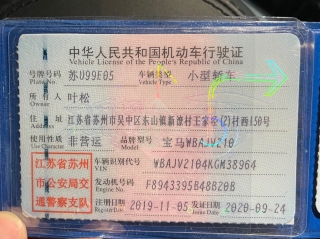 中华人民共和国机动车行驶证
Vehicle License of the People's Republic of China
号牌号码 苏U99E05 车辆类型 小型轿车
Plate No. Vehicle Type
所有人 叶松
Owner
住址 江苏省苏州市吴中区东山镇新潦村王家泾(2)村西150号
Address
使用性质 非营运 品牌型号 宝马WBAJV210
Use Character Model
江苏省苏州
市公安局交
通警察支队
车辆识别代号 WBAJV2104KGM38964
VIN
发动机号码 F8943395B48B20B
Engine No.
注册日期 2019-11-05 发证日期 2020-09-24
Register Date Issue Date